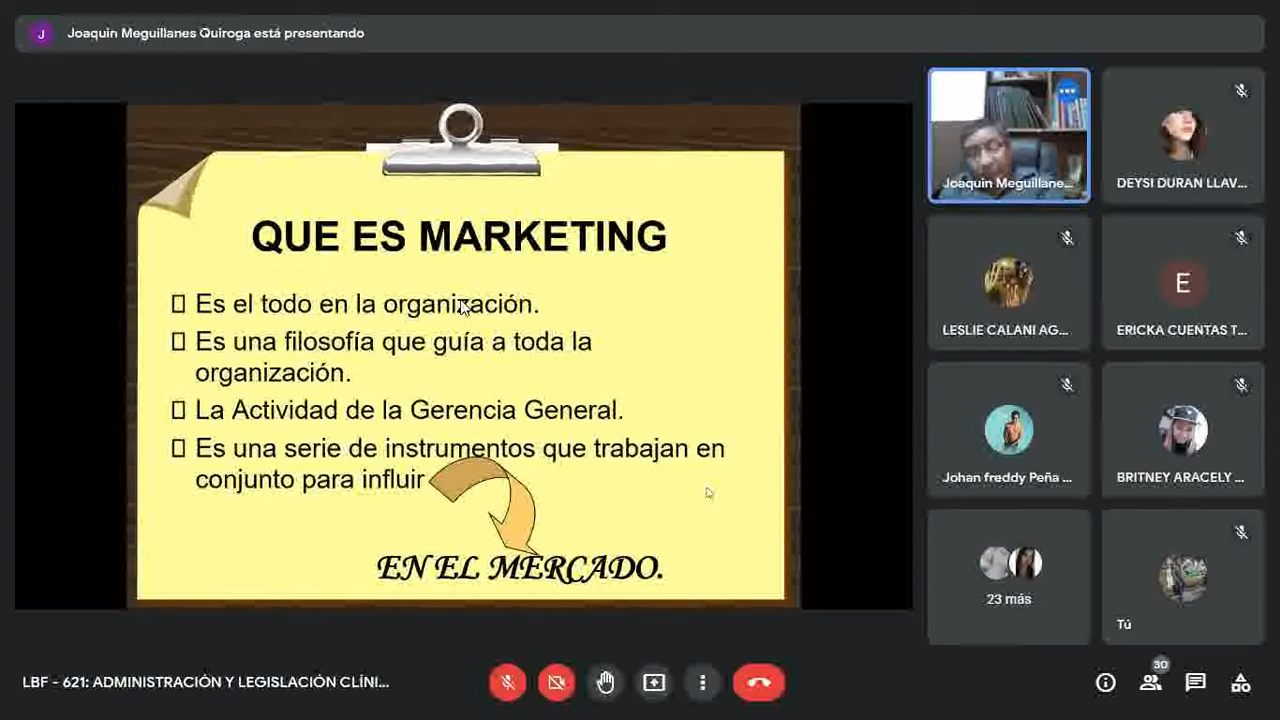 J
Joaquin Meguillanes Quiroga está presentando
QUE ES MARKETING
Es el todo en la organización.
Es una filosofía que guía a toda la
organización.
La Actividad de la Gerencia General.
Es una serie de instrumentos que trabajan en
conjunto para influir
EN EL MERCADO.
Joaquin Meguillane...
DEYSI DURAN LLAV...
LESLIE CALANI AG...
E
ERICKA CUENTAS T...
Johan freddy Peña ...
BRITNEY ARACELY ...
23 más
Tú
LBF - 621: ADMINISTRACIÓN Y LEGISLACIÓN CLÍNI...
30